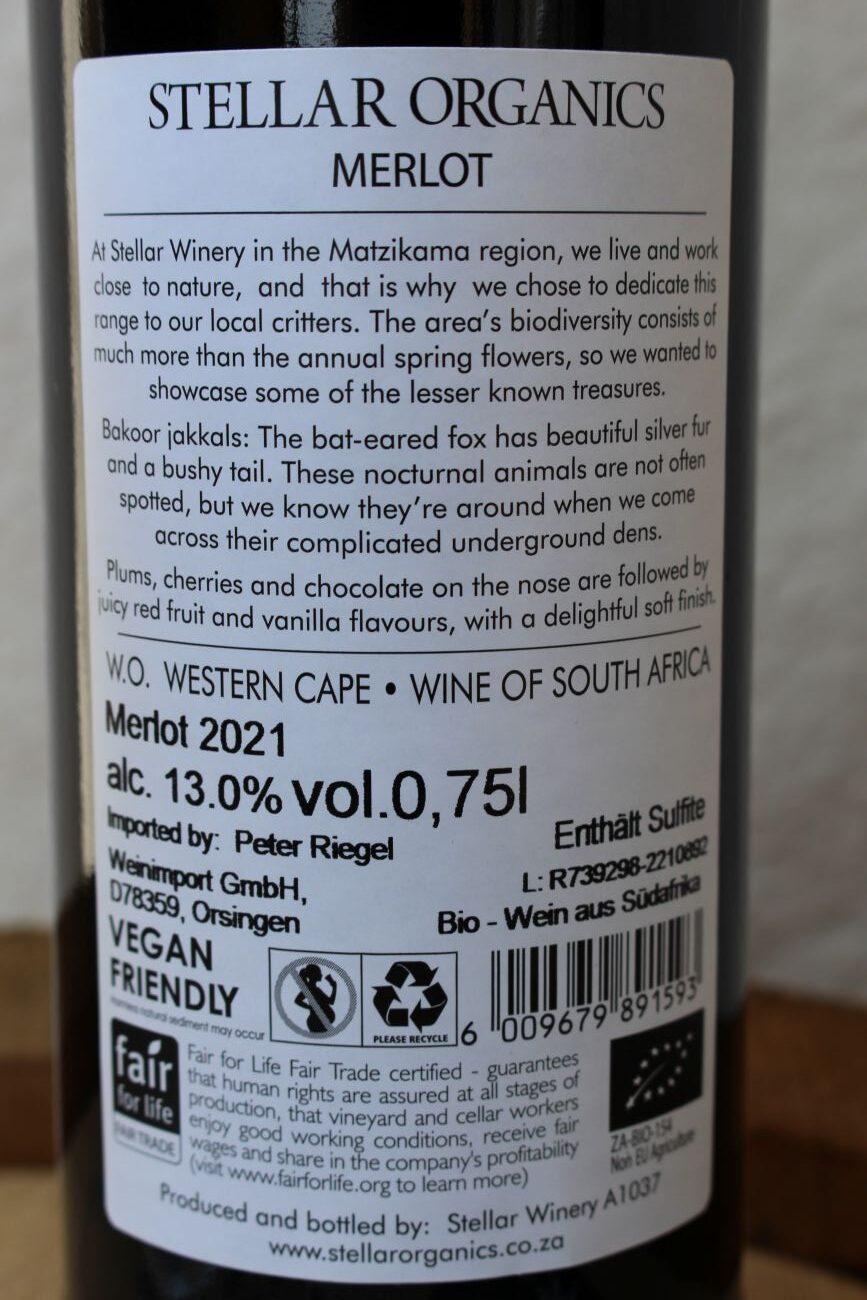 STELLAR ORGANICS
MERLOT
At Stellar Winery in the Matzikama region, we live and work
close to nature, and that is why we chose to dedicate this
range to our local critters. The area's biodiversity consists of
much more than the annual spring flowers, so we wanted to
showcase some of the lesser known treasures.
Bakoor jakkals: The bat-eared fox has beautiful silver fur
and a bushy tail. These nocturnal animals are not often
spotted, but we know they're around when we come
across their complicated underground dens.
Plums, cherries and chocolate on the nose are followed by
juicy red fruit and vanilla flavours, with a delightful soft finish.
W.O. WESTERN CAPE • WINE OF SOUTH AFRICA
Merlot 2021
alc. 13.0% vol.0,75l
Imported by: Peter Riegel
Weinimport GmbH,
D78359, Orsingen
Enthält Sulfite
L: R739298-2210892
Bio - Wein aus Südafrika
VEGAN
FRIENDLY
Harmless natural sediment may occur
PLEASE RECYCLE
6 009679 891593
fair
for life
FAIR TRADE
Fair for Life Fair Trade certified - guarantees
that human rights are assured at all stages of
production, that vineyard and cellar workers
enjoy good working conditions, receive fair
wages and share in the company's profitability
(visit www.fairforlife.org to learn more)
ZA-BIO-154
Non EU Agriculture
Produced and bottled by: Stellar Winery A1037
www.stellarorganics.co.za